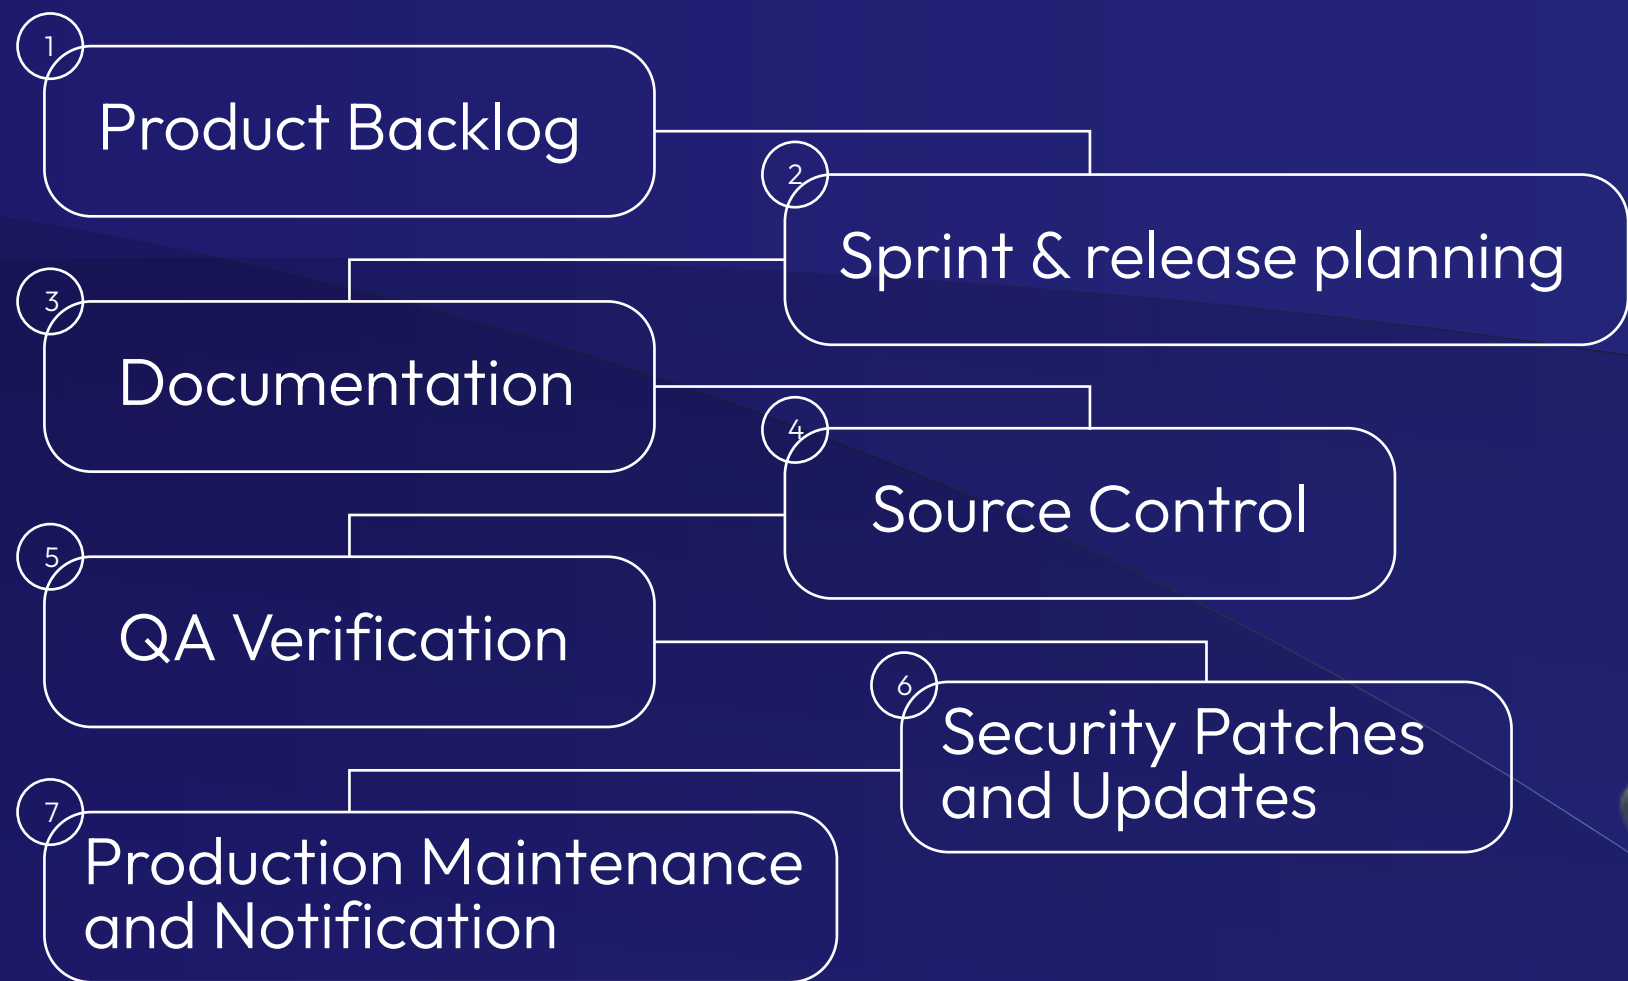 1
Product Backlog
2
Sprint & release planning
3
Documentation
4
Source Control
5
QA Verification
6
Security Patches
and Updates
7
Production Maintenance
and Notification